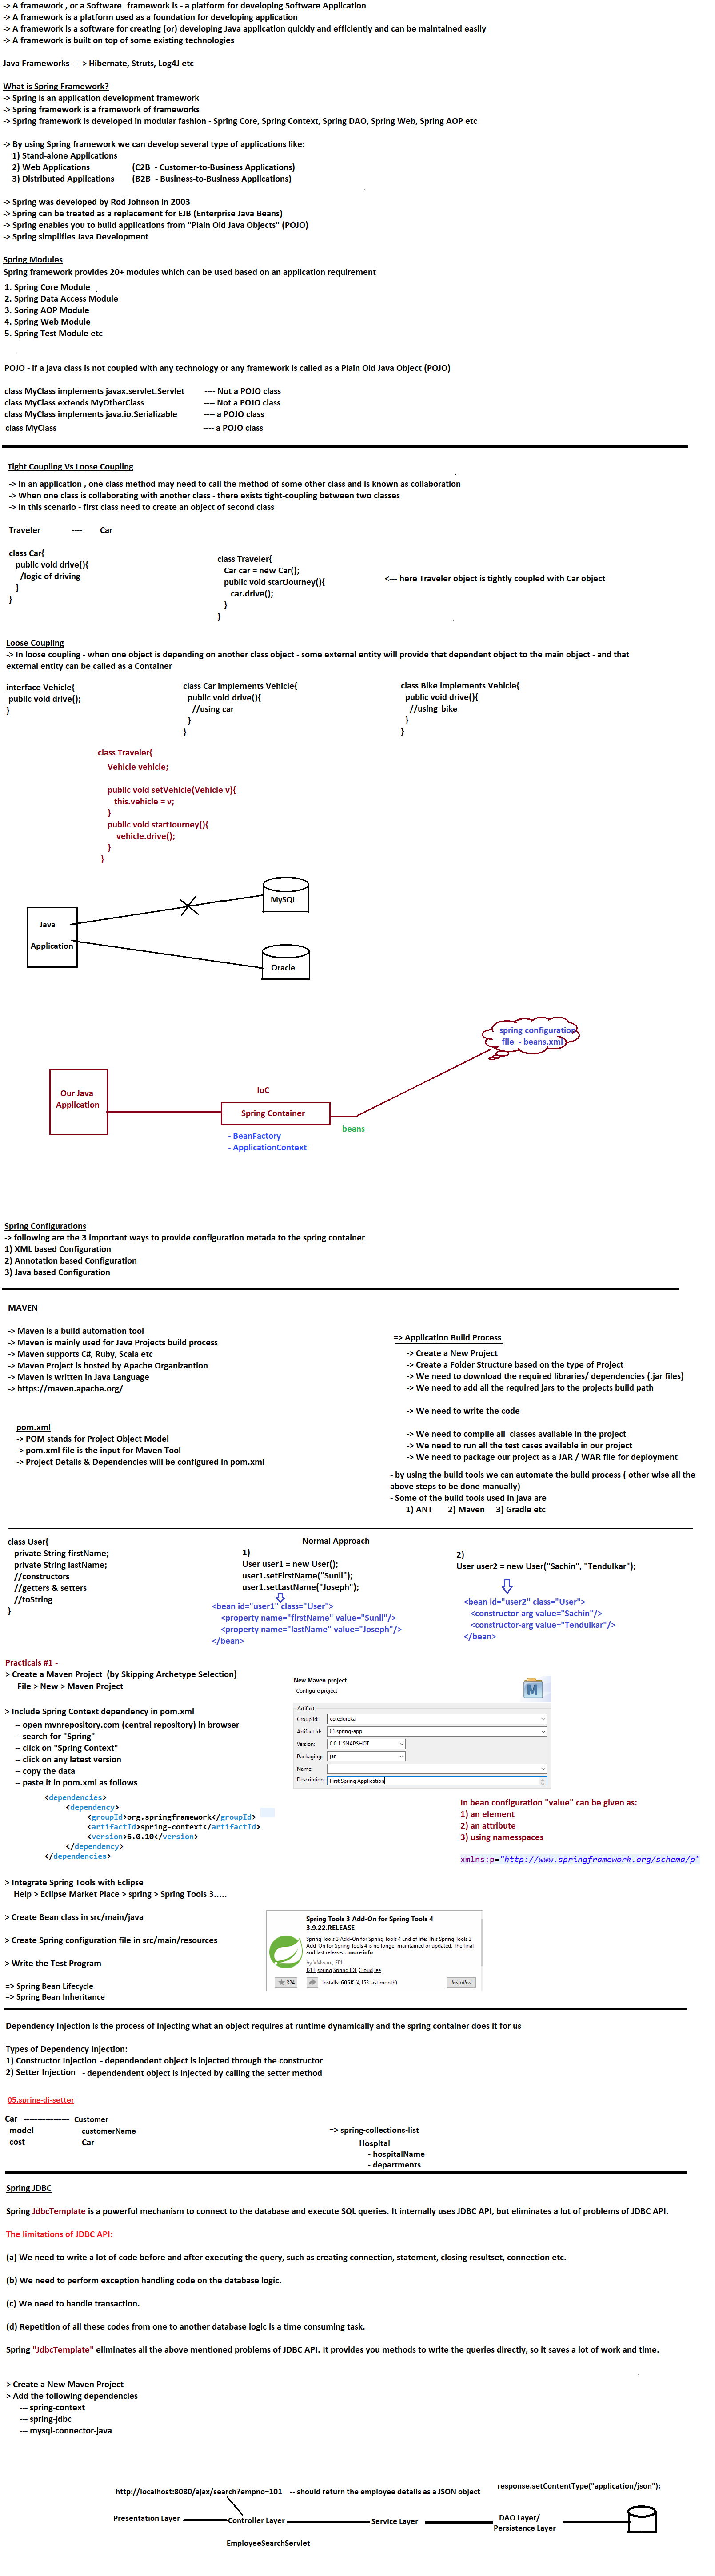 -> A framework , or a Software framework is - a platform for developing Software Application
-> A framework is a platform used as a foundation for developing application
-> A framework is a software for creating (or) developing Java application quickly and efficiently and can be maintained easily
-> A framework is built on top of some existing technologies
Java Frameworks ----> Hibernate, Struts, Log4J etc
What is Spring Framework?
-> Spring is an application development framework
-> Spring framework is a framework of frameworks
-> Spring framework is developed in modular fashion - Spring Core, Spring Context, Spring DAO, Spring Web, Spring AOP etc
-> By using Spring framework we can develop several type of applications like:
1) Stand-alone Applications
2) Web Applications (C2B - Customer-to-Business Applications)
3) Distributed Applications (B2B - Business-to-Business Applications)
-> Spring was developed by Rod Johnson in 2003
-> Spring can be treated as a replacement for EJB (Enterprise Java Beans)
-> Spring enables you to build applications from "Plain Old Java Objects" (POJO)
-> Spring simplifies Java Development
Spring Modules
Spring framework provides 20+ modules which can be used based on an application requirement
1. Spring Core Module
2. Spring Data Access Module
3. Soring AOP Module
4. Spring Web Module
5. Spring Test Module etc
POJO - if a java class is not coupled with any technology or any framework is called as a Plain Old Java Object (POJO)
class MyClass implements javax.servlet.Servlet ---- Not a POJO class
class MyClass extends MyOtherClass ---- Not a POJO class
class MyClass implements java.io.Serializable ---- a POJO class
class MyClass ---- a POJO class
Tight Coupling Vs Loose Coupling
-> In an application , one class method may need to call the method of some other class and is known as collaboration
-> When one class is collaborating with another class - there exists tight-coupling between two classes
-> In this scenario - first class need to create an object of second class
Traveler ---- Car
class Car{
public void drive(){
/logic of driving
}
}
class Traveler{
Car car = new Car();
public void startJourney(){
car.drive();
}
}
<--- here Traveler object is tightly coupled with Car object
Loose Coupling
-> In loose coupling - when one object is depending on another class object - some external entity will provide that dependent object to the main object - and that
external entity can be called as a Container
interface Vehicle{
public void drive();
}
class Car implements Vehicle{
public void drive(){
//using car
}
}
class Bike implements Vehicle{
public void drive(){
//using bike
}
}
class Traveler{
Vehicle vehicle;
public void setVehicle(Vehicle v){
this.vehicle = v;
}
public void startJourney(){
vehicle.drive();
}
}
MySQL
Java
Application
Oracle
spring configuration
file - beans.xml
Our Java
Application
IoC
Spring Container
beans
- BeanFactory
- ApplicationContext
Spring Configurations
-> following are the 3 important ways to provide configuration metada to the spring container
1) XML based Configuration
2) Annotation based Configuration
3) Java based Configuration
MAVEN
-> Maven is a build automation tool
-> Maven is mainly used for Java Projects build process
-> Maven supports C#, Ruby, Scala etc
-> Maven Project is hosted by Apache Organizantion
-> Maven is written in Java Language
-> https://maven.apache.org/
pom.xml
-> POM stands for Project Object Model
-> pom.xml file is the input for Maven Tool
-> Project Details & Dependencies will be configured in pom.xml
=> Application Build Process
-> Create a New Project
-> Create a Folder Structure based on the type of Project
-> We need to download the required libraries/ dependencies (.jar files)
-> We need to add all the required jars to the projects build path
-> We need to write the code
-> We need to compile all classes available in the project
-> We need to run all the test cases available in our project
-> We need to package our project as a JAR / WAR file for deployment
- by using the build tools we can automate the build process ( other wise all the
above steps to be done manually)
- Some of the build tools used in java are
1) ANT 2) Maven 3) Gradle etc
class User{
private String firstName;
private String lastName;
//constructors
//getters & setters
//toString
}
Normal Approach
1)
User user1 = new User();
user1.setFirstName("Sunil");
user1.setLastName("Joseph");
<bean id="user1" class="User">
<property name="firstName" value="Sunil"/>
<property name="lastName" value="Joseph"/>
</bean>
2)
User user2 = new User("Sachin", "Tendulkar");
<bean id="user2" class="User">
<constructor-arg value="Sachin"/>
<constructor-arg value="Tendulkar"/>
</bean>
Practicals #1 -
> Create a Maven Project (by Skipping Archetype Selection)
File > New > Maven Project
> Include Spring Context dependency in pom.xml
-- open mvnrepository.com (central repository) in browser
-- search for "Spring"
-- click on "Spring Context"
-- click on any latest version
-- copy the data
-- paste it in pom.xml as follows
<dependencies>
<dependency>
<groupId>org.springframework</groupId>
<artifactId>spring-context</artifactId>
<version>6.0.10</version>
</dependency>
</dependencies>
New Maven project
Configure project
Artifact
Group Id: co.edureka
Artifact Id: 01.spring-app
Version: 0.0.1-SNAPSHOT
Packaging: jar
Name:
Description: First Spring Application
In bean configuration "value" can be given as:
1) an element
2) an attribute
3) using namesspaces
xmlns:p="http://www.springframework.org/schema/p"
> Integrate Spring Tools with Eclipse
Help > Eclipse Market Place > spring > Spring Tools 3.....
> Create Bean class in src/main/java
> Create Spring configuration file in src/main/resources
> Write the Test Program
=> Spring Bean Lifecycle
=> Spring Bean Inheritance
Spring Tools 3 Add-On for Spring Tools 4
3.9.22.RELEASE
Spring Tools 3 Add-On for Spring Tools 4 End of life: This Spring Tools 3
Add-On for Spring Tools 4 is no longer maintained or updated. The final
and last release... more info
by VMware, EPL
J2EE spring Spring IDE Cloud jee
324
Installs: 605K (4,153 last month)
Installed
Dependency Injection is the process of injecting what an object requires at runtime dynamically and the spring container does it for us
Types of Dependency Injection:
1) Constructor Injection - dependendent object is injected through the constructor
2) Setter Injection - dependendent object is injected by calling the setter method
05.spring-di-setter
Car ----------------- Customer
model customerName
cost Car
=> spring-collections-list
Hospital
- hospitalName
- departments
Spring JDBC
Spring JdbcTemplate is a powerful mechanism to connect to the database and execute SQL queries. It internally uses JDBC API, but eliminates a lot of problems of JDBC API.
The limitations of JDBC API:
(a) We need to write a lot of code before and after executing the query, such as creating connection, statement, closing resultset, connection etc.
(b) We need to perform exception handling code on the database logic.
(c) We need to handle transaction.
(d) Repetition of all these codes from one to another database logic is a time consuming task.
Spring "JdbcTemplate" eliminates all the above mentioned problems of JDBC API. It provides you methods to write the queries directly, so it saves a lot of work and time.
> Create a New Maven Project
> Add the following dependencies
--- spring-context
--- spring-jdbc
--- mysql-connector-java
http://localhost:8080/ajax/search?empno=101 -- should return the employee details as a JSON object
response.setContentType("application/json");
Presentation Layer
Controller Layer
Service Layer
DAO Layer/
Persistence Layer
EmployeeSearchServlet